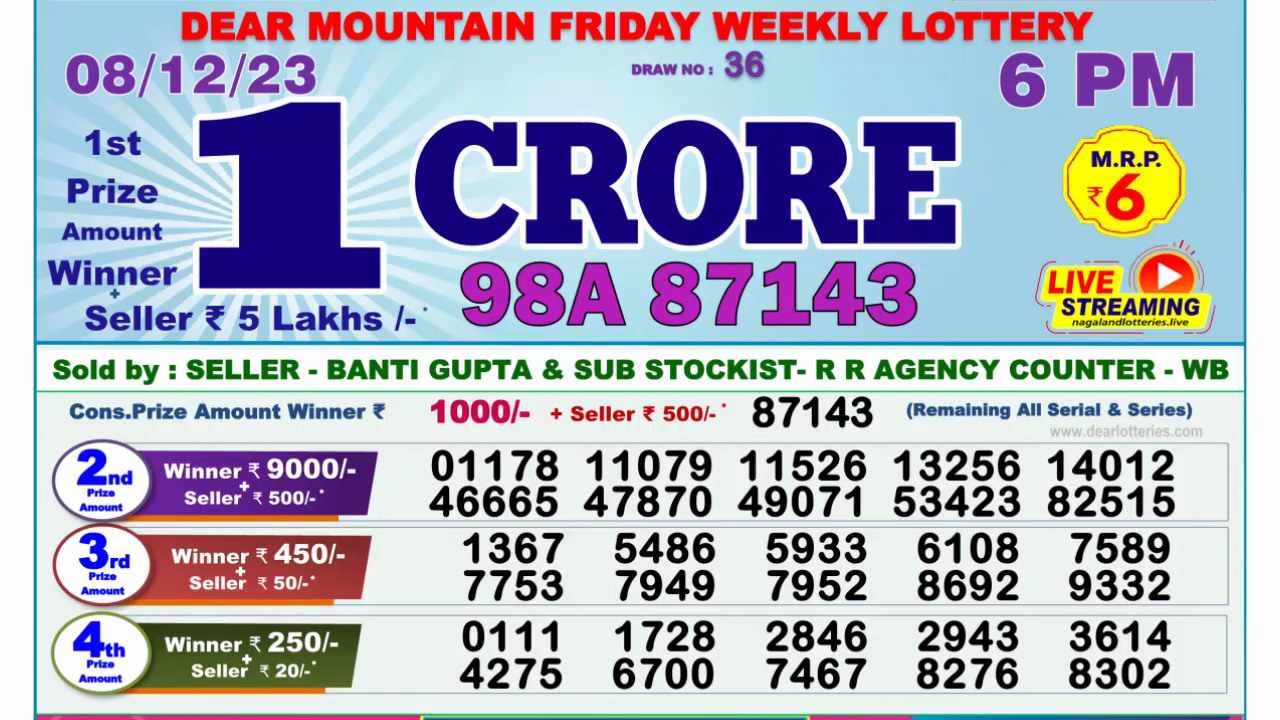 DEAR MOUNTAIN FRIDAY WEEKLY LOTTERY
08/12/23 DRAW NO : 36 6 PM
1st Prize Amount Winner 1 CRORE
+
Seller ₹ 5 Lakhs /-*
98A 87143
M.R.P.
₹6
LIVE
STREAMING
nagalandlotteries.live
Sold by : SELLER - BANTI GUPTA & SUB STOCKIST- R R AGENCY COUNTER - WB
Cons.Prize Amount Winner ₹ 1000/- + Seller ₹ 500/-* 87143 (Remaining All Serial & Series)
www.dearlotteries.com
2nd Prize Amount Winner ₹ 9000/- + Seller ₹ 500/-*
01178 11079 11526 13256 14012
46665 47870 49071 53423 82515
3rd Prize Amount Winner ₹ 450/- + Seller ₹ 50/-*
1367 5486 5933 6108 7589
7753 7949 7952 8692 9332
4th Prize Amount Winner ₹ 250/- + Seller ₹ 20/-*
0111 1728 2846 2943 3614
4275 6700 7467 8276 8302